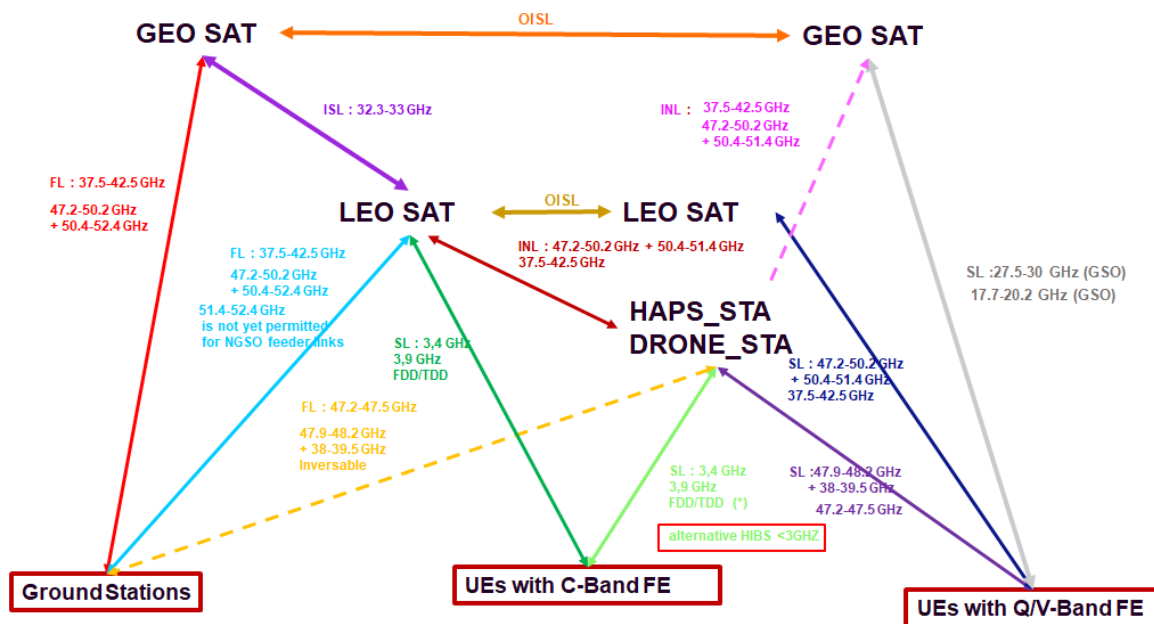 OISL
GEO SAT
GEO SAT
ISL : 32.3-33 GHz
INL : 37.5-42.5 GHz
47.2-50.2 GHz
+ 50.4-51.4 GHz
FL : 37.5-42.5 GHz
47.2-50.2 GHz
+ 50.4-52.4 GHz
OISL
LEO SAT
LEO SAT
INL : 47.2-50.2 GHz + 50.4-51.4 GHz
37.5-42.5 GHz
FL : 37.5-42.5 GHz
47.2-50.2 GHz
+ 50.4-52.4 GHz
51.4-52.4 GHz
is not yet permitted
for NGSO feeder links
SL :27.5-30 GHz (GSO)
17.7-20.2 GHz (GSO)
HAPS_STA
DRONE_STA
SL : 3,4 GHz
3,9 GHz
FDD/TDD
SL : 47.2-50.2 GHz
+ 50.4-51.4 GHz
37.5-42.5 GHz
FL : 47.2-47.5 GHz
47.9-48.2 GHz
+ 38-39.5 GHz
Inversable
SL : 3,4 GHz
3,9 GHz
FDD/TDD (*)
SL :47.9-48.2 GHz
+ 38-39.5 GHz
47.2-47.5 GHz
alternative HIBS <3GHZ
Ground Stations
UEs with C-Band FE
UEs with Q/V-Band FE